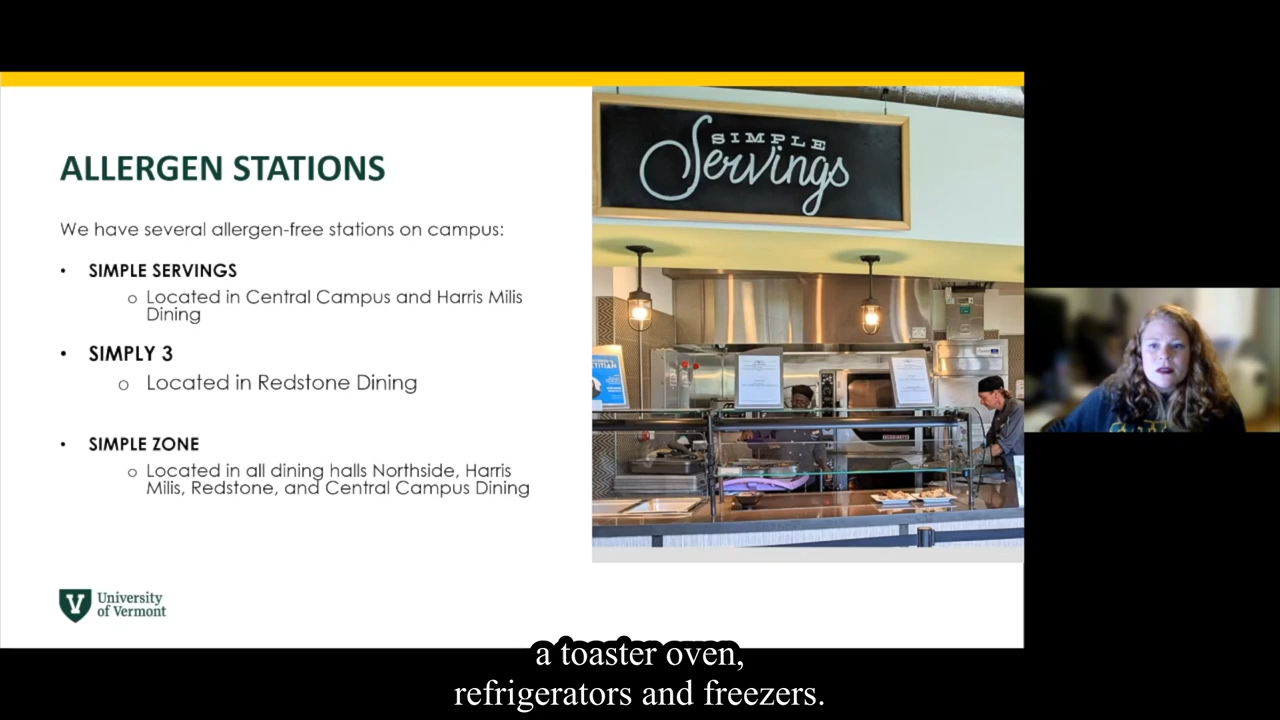 ALLERGEN STATIONS
We have several allergen-free stations on campus:
• SIMPLE SERVINGS
o Located in Central Campus and Harris Milis
Dining
• SIMPLY 3
o Located in Redstone Dining
• SIMPLE ZONE
o Located in all dining halls Northside, Harris
Milis, Redstone, and Central Campus Dining
University
of Vermont
SIMPLE
Servings
a toaster oven,
refrigerators and freezers.